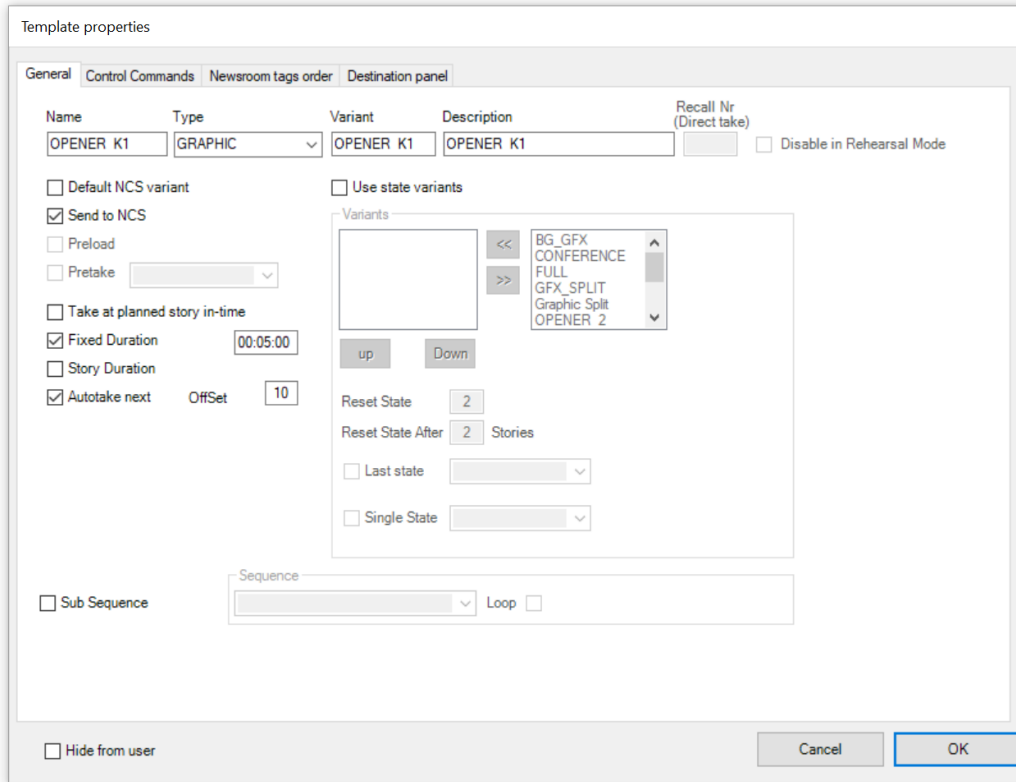 Template properties
General Control Commands Newsroom tags order Destination panel
Name Type Variant Description Recall Nr (Direct take)
OPENER K1 GRAPHIC OPENER K1 OPENER K1 Disable in Rehearsal Mode
Default NCS variant Use state variants
Send to NCS Variants
Preload << BG_GFX
CONFERENCE
Pretake >> FULL
GFX_SPLIT
Graphic Split
Take at planned story in-time OPENER 2
Fixed Duration 00:05:00 up Down
Story Duration
Autotake next OffSet 10 Reset State 2
Reset State After 2 Stories
Last state
Single State
Sequence
Sub Sequence Loop
Hide from user Cancel OK